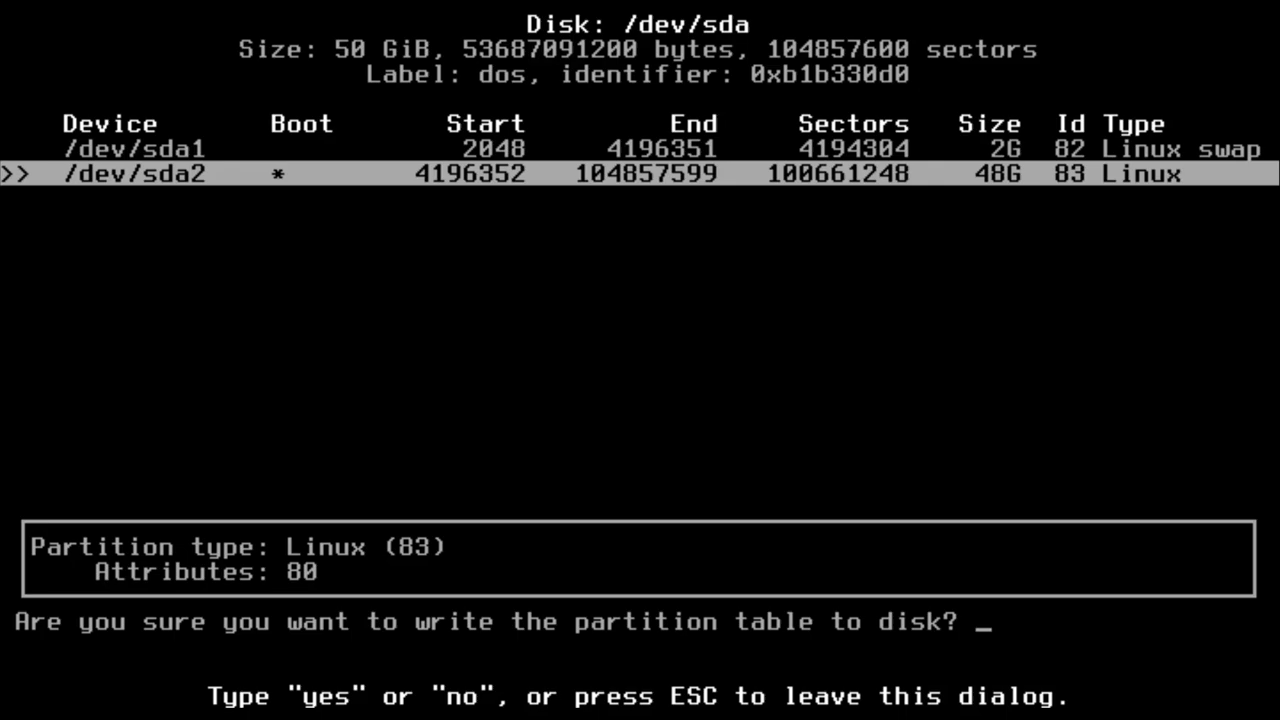 Disk: /dev/sda
Size: 50 GiB, 53687091200 bytes, 104857600 sectors
Label: dos, identifier: 0xb1b330d0
Device Boot Start End Sectors Size Id Type
/dev/sda1 2048 4196351 4194304 2G 82 Linux swap
>> /dev/sda2 * 4196352 104857599 100661248 48G 83 Linux
Partition type: Linux (83)
Attributes: 80
Are you sure you want to write the partition table to disk? _
Type "yes" or "no", or press ESC to leave this dialog.